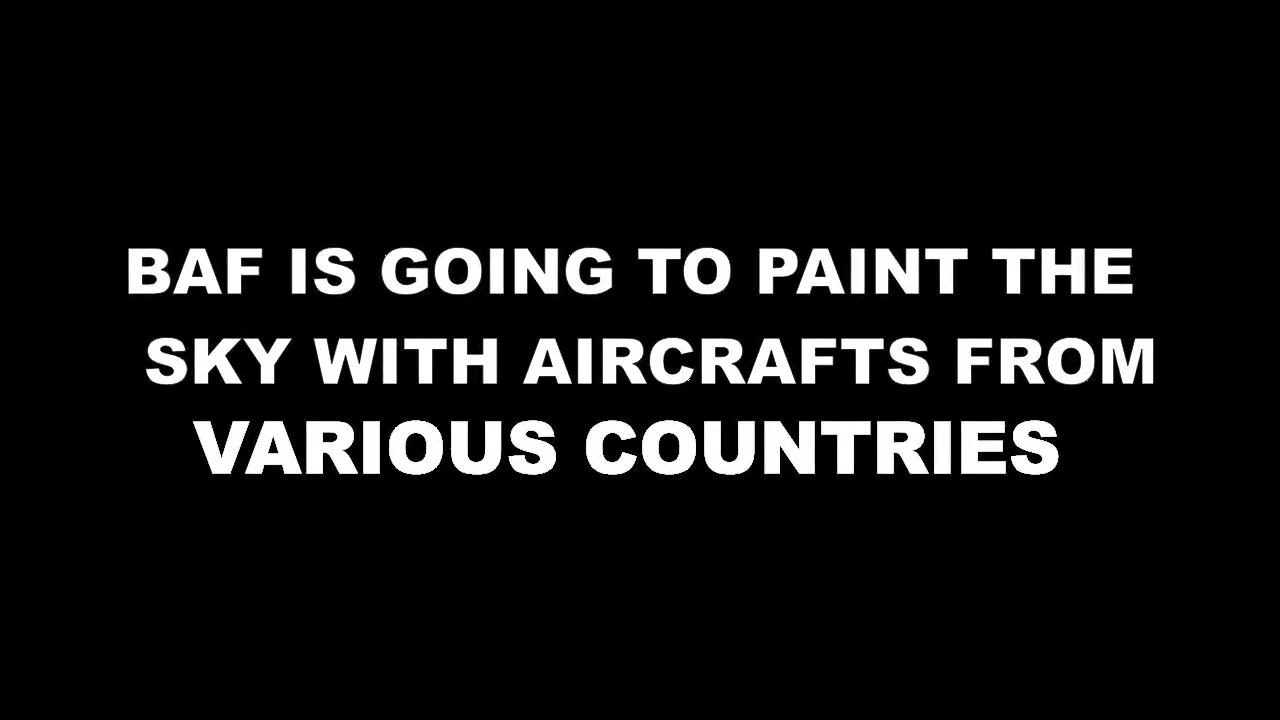 BAF IS GOING TO PAINT THE
SKY WITH AIRCRAFTS FROM
VARIOUS COUNTRIES